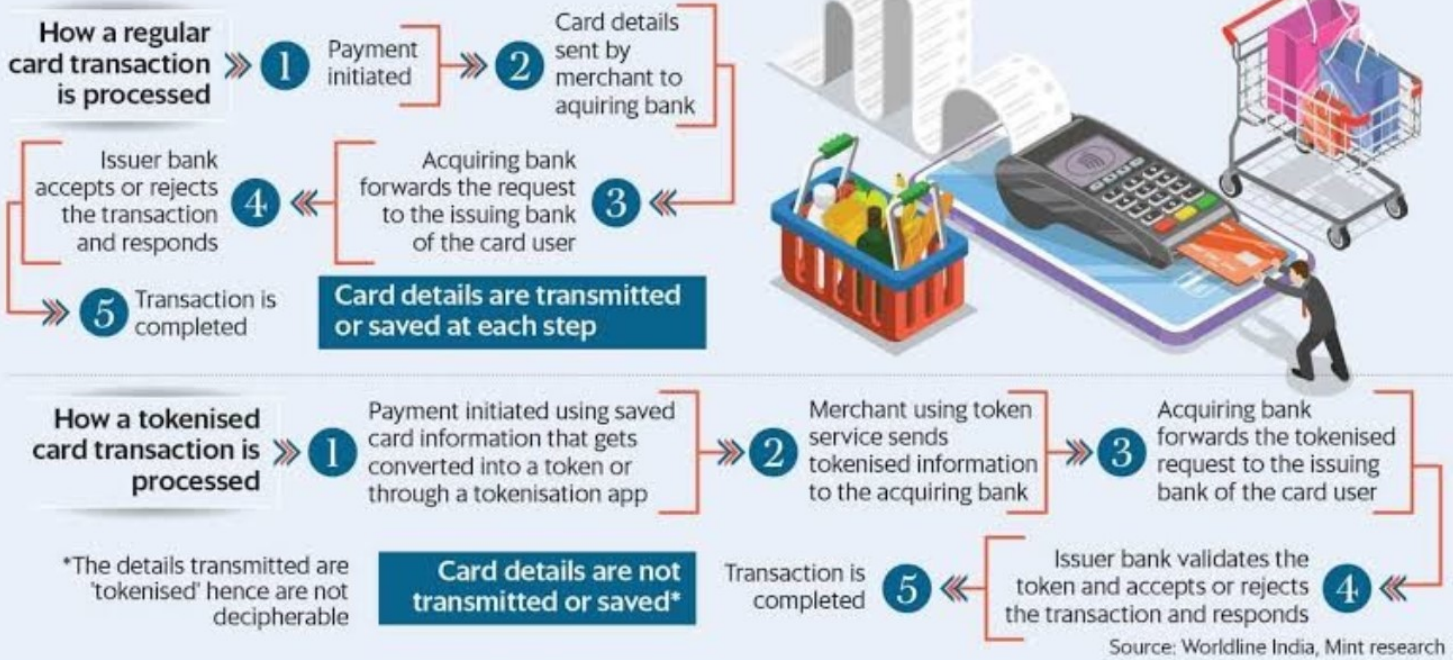 How a regular
card transaction
is processed
1
Payment
initiated
2
Card details
sent by
merchant to
aquiring bank
3
Acquiring bank
forwards the request
to the issuing bank
of the card user
4
Issuer bank
accepts or rejects
the transaction
and responds
5
Transaction is
completed
Card details are transmitted
or saved at each step
How a tokenised
card transaction is
processed
1
Payment initiated using saved
card information that gets
converted into a token or
through a tokenisation app
2
Merchant using token
service sends
tokenised information
to the acquiring bank
3
Acquiring bank
forwards the tokenised
request to the issuing
bank of the card user
4
Issuer bank validates the
token and accepts or rejects
the transaction and responds
5
Transaction is
completed
Card details are not
transmitted or saved*
*The details transmitted are
'tokenised' hence are not
decipherable
Source: Worldline India, Mint research